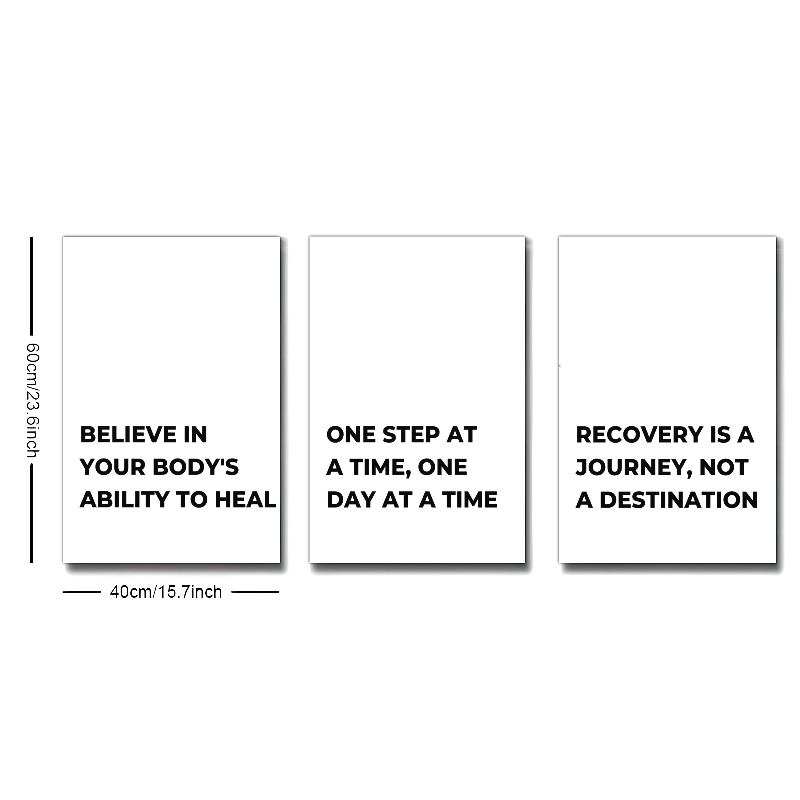 60cm/23.6inch
BELIEVE IN
YOUR BODY'S
ABILITY TO HEAL
ONE STEP AT
A TIME, ONE
DAY AT A TIME
RECOVERY IS A
JOURNEY, NOT
A DESTINATION
40cm/15.7inch